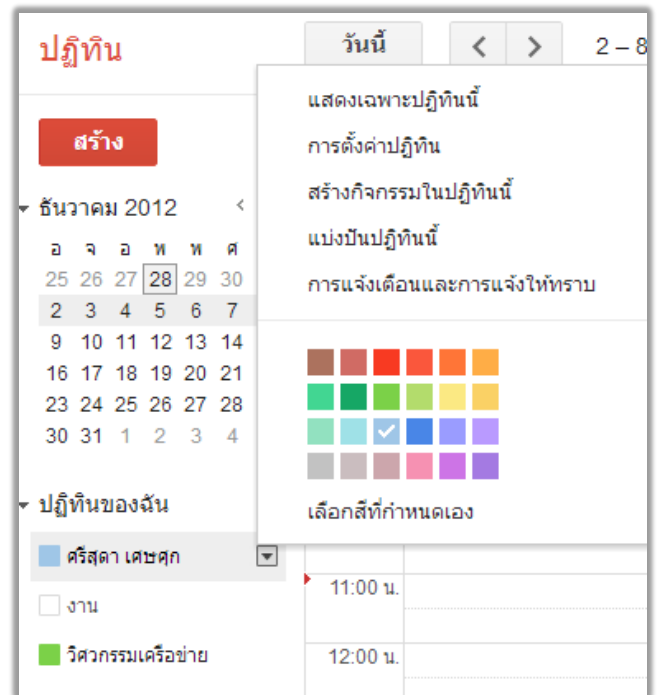 ปฏิทิน
วันนี้ < > 2 – 8
สร้าง
ธันวาคม 2012 <
อ จ อ พ พ ศ
25 26 27 28 29 30
2 3 4 5 6 7
9 10 11 12 13 14
16 17 18 19 20 21
23 24 25 26 27 28
30 31 1 2 3 4
ปฏิทินของฉัน
ศรีสุดา เศษศุก
งาน
วิศวกรรมเครือข่าย
แสดงเฉพาะปฏิทินนี้
การตั้งค่าปฏิทิน
สร้างกิจกรรมในปฏิทินนี้
แบ่งปันปฏิทินนี้
การแจ้งเตือนและการแจ้งให้ทราบ
เลือกสีที่กำหนดเอง
11:00 น.
12:00 น.